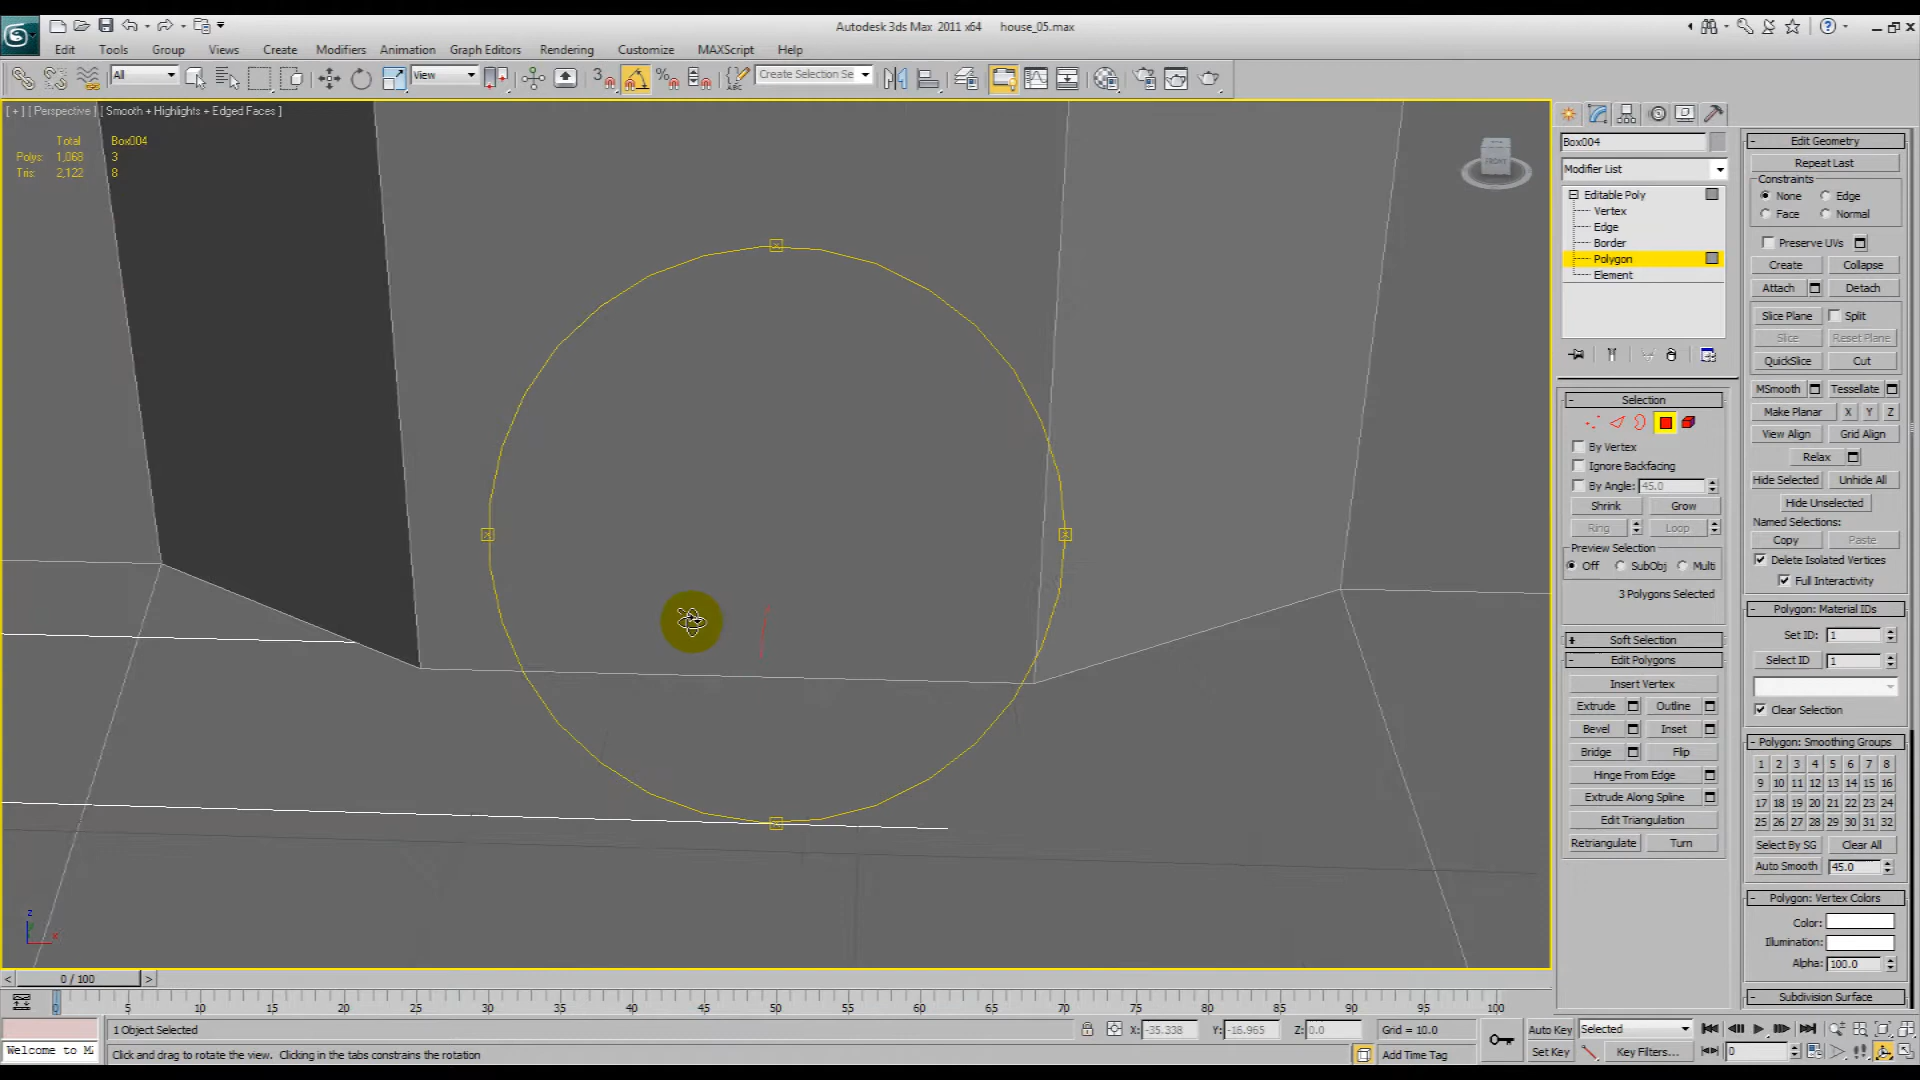 Autodesk 3ds Max 2011 x64 house_05.max
Edit Tools Group Views Create Modifiers Animation Graph Editors Rendering Customize MAXScript Help
All View 3 Create Selection Se
[ + ] [ Perspective ] [ Smooth + Highlights + Edged Faces ]
Total Box004
Polys: 1,068 3
Tris: 2,122 8
FRONT
z
x
Box004
Modifier List
Editable Poly
Vertex
Edge
Border
Polygon
Element
Selection
By Vertex
Ignore Backfacing
By Angle: 45.0
Shrink Grow
Ring Loop
Preview Selection
Off SubObj Multi
3 Polygons Selected
Soft Selection
Edit Polygons
Insert Vertex
Extrude Outline
Bevel Inset
Bridge Flip
Hinge From Edge
Extrude Along Spline
Edit Triangulation
Retriangulate Turn
Edit Geometry
Repeat Last
Constraints
None Edge
Face Normal
Preserve UVs
Create Collapse
Attach Detach
Slice Plane Split
Slice Reset Plane
QuickSlice Cut
MSmooth Tessellate
Make Planar X Y Z
View Align Grid Align
Relax
Hide Selected Unhide All
Hide Unselected
Named Selections:
Copy Paste
Delete Isolated Vertices
Full Interactivity
Polygon: Material IDs
Set ID: 1
Select ID 1
Clear Selection
Polygon: Smoothing Groups
1 2 3 4 5 6 7 8
9 10 11 12 13 14 15 16
17 18 19 20 21 22 23 24
25 26 27 28 29 30 31 32
Select By SG Clear All
Auto Smooth 45.0
Polygon: Vertex Colors
Color:
Illumination:
Alpha: 100.0
Subdivision Surface
< 0 / 100 >
0 5 10 15 20 25 30 35 40 45 50 55 60 65 70 75 80 85 90 95 100
1 Object Selected X: -35.338 Y: -16.965 Z: 0.0 Grid = 10.0 Auto Key Selected
Welcome to M Click and drag to rotate the view. Clicking in the tabs constrains the rotation Add Time Tag Set Key Key Filters... 0